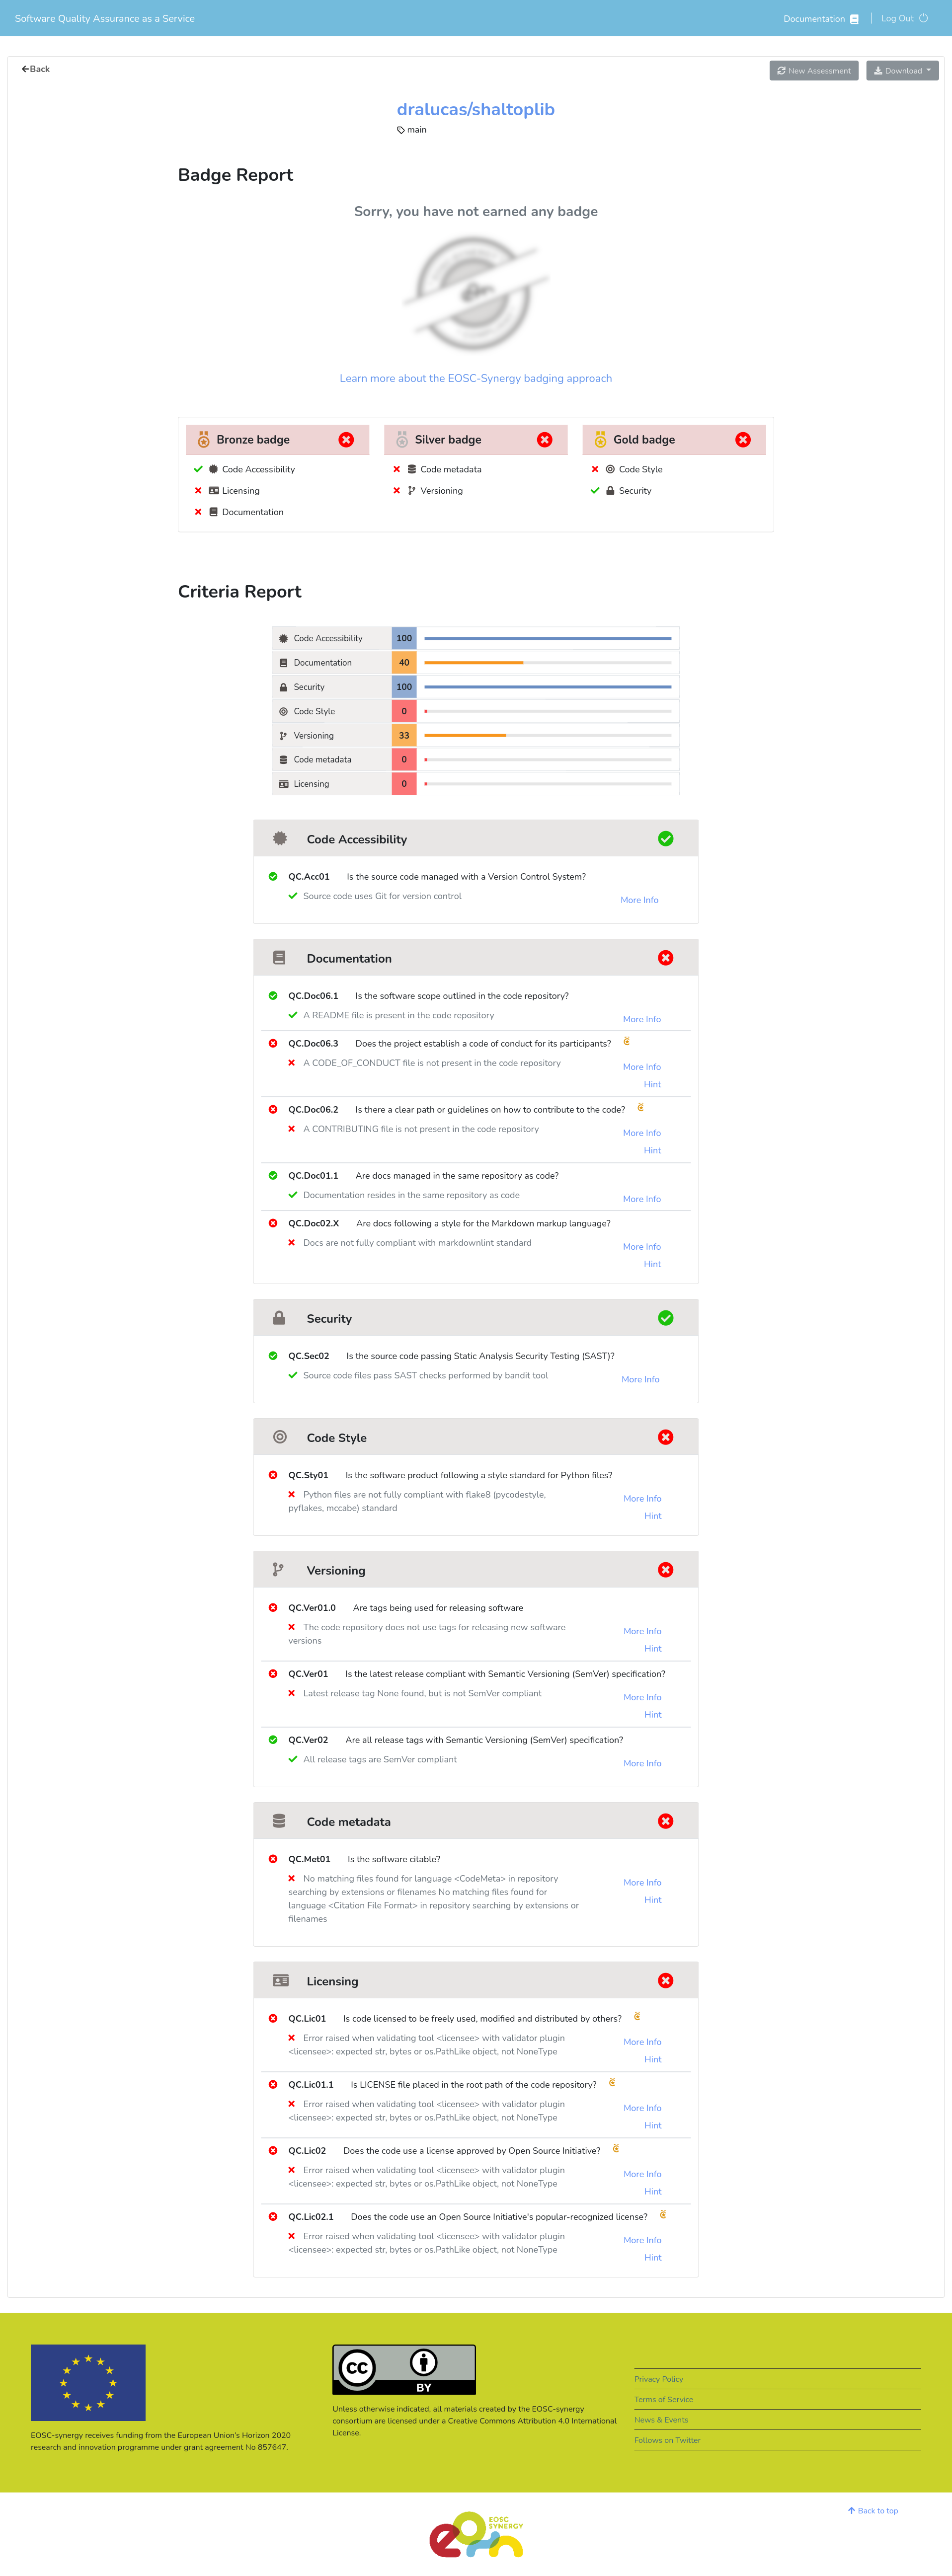 Software Quality Assurance as a Service
Documentation
Log Out
Back
New Assessment
Download
dralucas/shaltoplib
main
Badge Report
Sorry, you have not earned any badge
Learn more about the EOSC-Synergy badging approach
Bronze badge
Code Accessibility
Licensing
Documentation
Silver badge
Code metadata
Versioning
Gold badge
Code Style
Security
Criteria Report
Code Accessibility 100
Documentation 40
Security 100
Code Style 0
Versioning 33
Code metadata 0
Licensing 0
Code Accessibility
QC.Acc01 Is the source code managed with a Version Control System?
Source code uses Git for version control
More Info
Documentation
QC.Doc06.1 Is the software scope outlined in the code repository?
A README file is present in the code repository
More Info
QC.Doc06.3 Does the project establish a code of conduct for its participants?
A CODE_OF_CONDUCT file is not present in the code repository
More Info
Hint
QC.Doc06.2 Is there a clear path or guidelines on how to contribute to the code?
A CONTRIBUTING file is not present in the code repository
More Info
Hint
QC.Doc01.1 Are docs managed in the same repository as code?
Documentation resides in the same repository as code
More Info
QC.Doc02.X Are docs following a style for the Markdown markup language?
Docs are not fully compliant with markdownlint standard
More Info
Hint
Security
QC.Sec02 Is the source code passing Static Analysis Security Testing (SAST)?
Source code files pass SAST checks performed by bandit tool
More Info
Code Style
QC.Sty01 Is the software product following a style standard for Python files?
Python files are not fully compliant with flake8 (pycodestyle,
pyflakes, mccabe) standard
More Info
Hint
Versioning
QC.Ver01.0 Are tags being used for releasing software
The code repository does not use tags for releasing new software
versions
More Info
Hint
QC.Ver01 Is the latest release compliant with Semantic Versioning (SemVer) specification?
Latest release tag None found, but is not SemVer compliant
More Info
Hint
QC.Ver02 Are all release tags with Semantic Versioning (SemVer) specification?
All release tags are SemVer compliant
More Info
Code metadata
QC.Met01 Is the software citable?
No matching files found for language <CodeMeta> in repository
searching by extensions or filenames No matching files found for
language <Citation File Format> in repository searching by extensions or
filenames
More Info
Hint
Licensing
QC.Lic01 Is code licensed to be freely used, modified and distributed by others?
Error raised when validating tool <licensee> with validator plugin
<licensee>: expected str, bytes or os.PathLike object, not NoneType
More Info
Hint
QC.Lic01.1 Is LICENSE file placed in the root path of the code repository?
Error raised when validating tool <licensee> with validator plugin
<licensee>: expected str, bytes or os.PathLike object, not NoneType
More Info
Hint
QC.Lic02 Does the code use a license approved by Open Source Initiative?
Error raised when validating tool <licensee> with validator plugin
<licensee>: expected str, bytes or os.PathLike object, not NoneType
More Info
Hint
QC.Lic02.1 Does the code use an Open Source Initiative's popular-recognized license?
Error raised when validating tool <licensee> with validator plugin
<licensee>: expected str, bytes or os.PathLike object, not NoneType
More Info
Hint
EOSC-synergy receives funding from the European Union's Horizon 2020
research and innovation programme under grant agreement No 857647.
CC
BY
Unless otherwise indicated, all materials created by the EOSC-synergy
consortium are licensed under a Creative Commons Attribution 4.0 International
License.
Privacy Policy
Terms of Service
News & Events
Follows on Twitter
Back to top
EOSC
SYNERGY